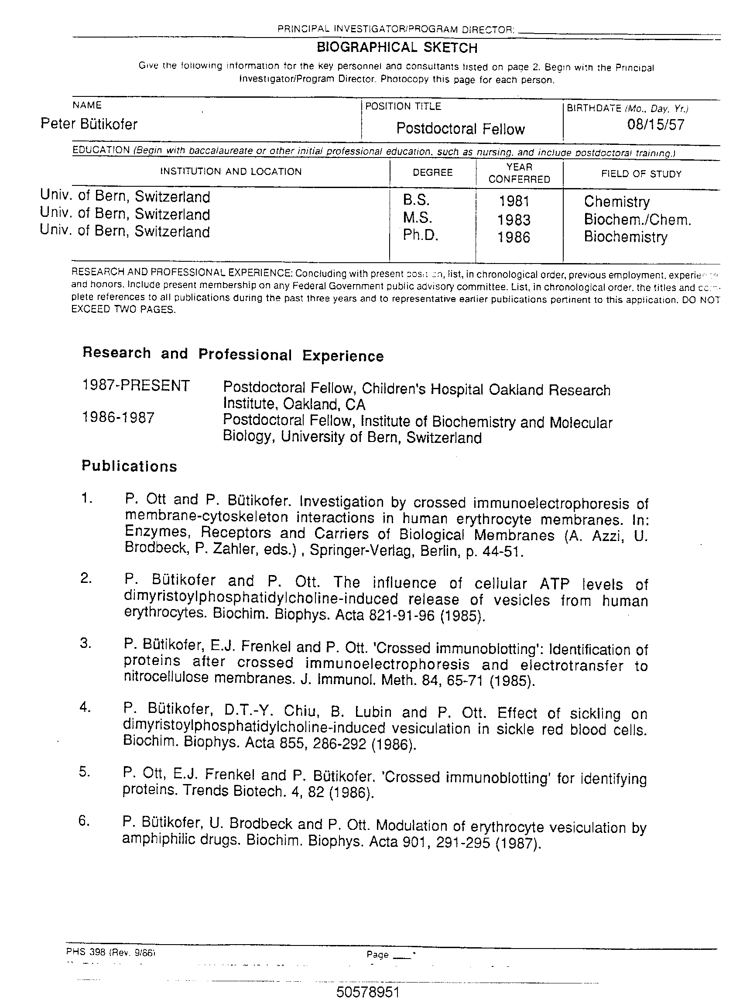 PRINCIPAL INVESTIGATOR/PROGRAM DIRECTOR:
BIOGRAPHICAL SKETCH
Give the following information for the key personnel and consultants listed on page 2. Begin with the Principal
Investigator/Program Director. Photocopy this page for each person.
NAME POSITION TITLE BIRTHDATE (Mo., Day, Yr.)
Peter Bütikofer Postdoctoral Fellow 08/15/57
EDUCATION (Begin with baccalaureate or other initial professional education, such as nursing, and include postdoctoral training.)
INSTITUTION AND LOCATION DEGREE YEAR CONFERRED FIELD OF STUDY
Univ. of Bern, Switzerland B.S. 1981 Chemistry
Univ. of Bern, Switzerland M.S. 1983 Biochem./Chem.
Univ. of Bern, Switzerland Ph.D. 1986 Biochemistry
RESEARCH AND PROFESSIONAL EXPERIENCE: Concluding with present position, list, in chronological order, previous employment, experience
and honors. Include present membership on any Federal Government public advisory committee. List, in chronological order, the titles and com-
plete references to all publications during the past three years and to representative earlier publications pertinent to this application. DO NOT
EXCEED TWO PAGES.
Research and Professional Experience
1987-PRESENT Postdoctoral Fellow, Children's Hospital Oakland Research
Institute, Oakland, CA
1986-1987 Postdoctoral Fellow, Institute of Biochemistry and Molecular
Biology, University of Bern, Switzerland
Publications
1. P. Ott and P. Bütikofer. Investigation by crossed immunoelectrophoresis of
membrane-cytoskeleton interactions in human erythrocyte membranes. In:
Enzymes, Receptors and Carriers of Biological Membranes (A. Azzi, U.
Brodbeck, P. Zahler, eds.) , Springer-Verlag, Berlin, p. 44-51.
2. P. Bütikofer and P. Ott. The influence of cellular ATP levels of
dimyristoylphosphatidylcholine-induced release of vesicles from human
erythrocytes. Biochim. Biophys. Acta 821-91-96 (1985).
3. P. Bütikofer, E.J. Frenkel and P. Ott. 'Crossed immunoblotting': Identification of
proteins after crossed immunoelectrophoresis and electrotransfer to
nitrocellulose membranes. J. Immunol. Meth. 84, 65-71 (1985).
4. P. Bütikofer, D.T.-Y. Chiu, B. Lubin and P. Ott. Effect of sickling on
dimyristoylphosphatidylcholine-induced vesiculation in sickle red blood cells.
Biochim. Biophys. Acta 855, 286-292 (1986).
5. P. Ott, E.J. Frenkel and P. Bütikofer. 'Crossed immunoblotting' for identifying
proteins. Trends Biotech. 4, 82 (1986).
6. P. Bütikofer, U. Brodbeck and P. Ott. Modulation of erythrocyte vesiculation by
amphiphilic drugs. Biochim. Biophys. Acta 901, 291-295 (1987).
PHS 398 (Rev. 9/86) Page ___*
50578951